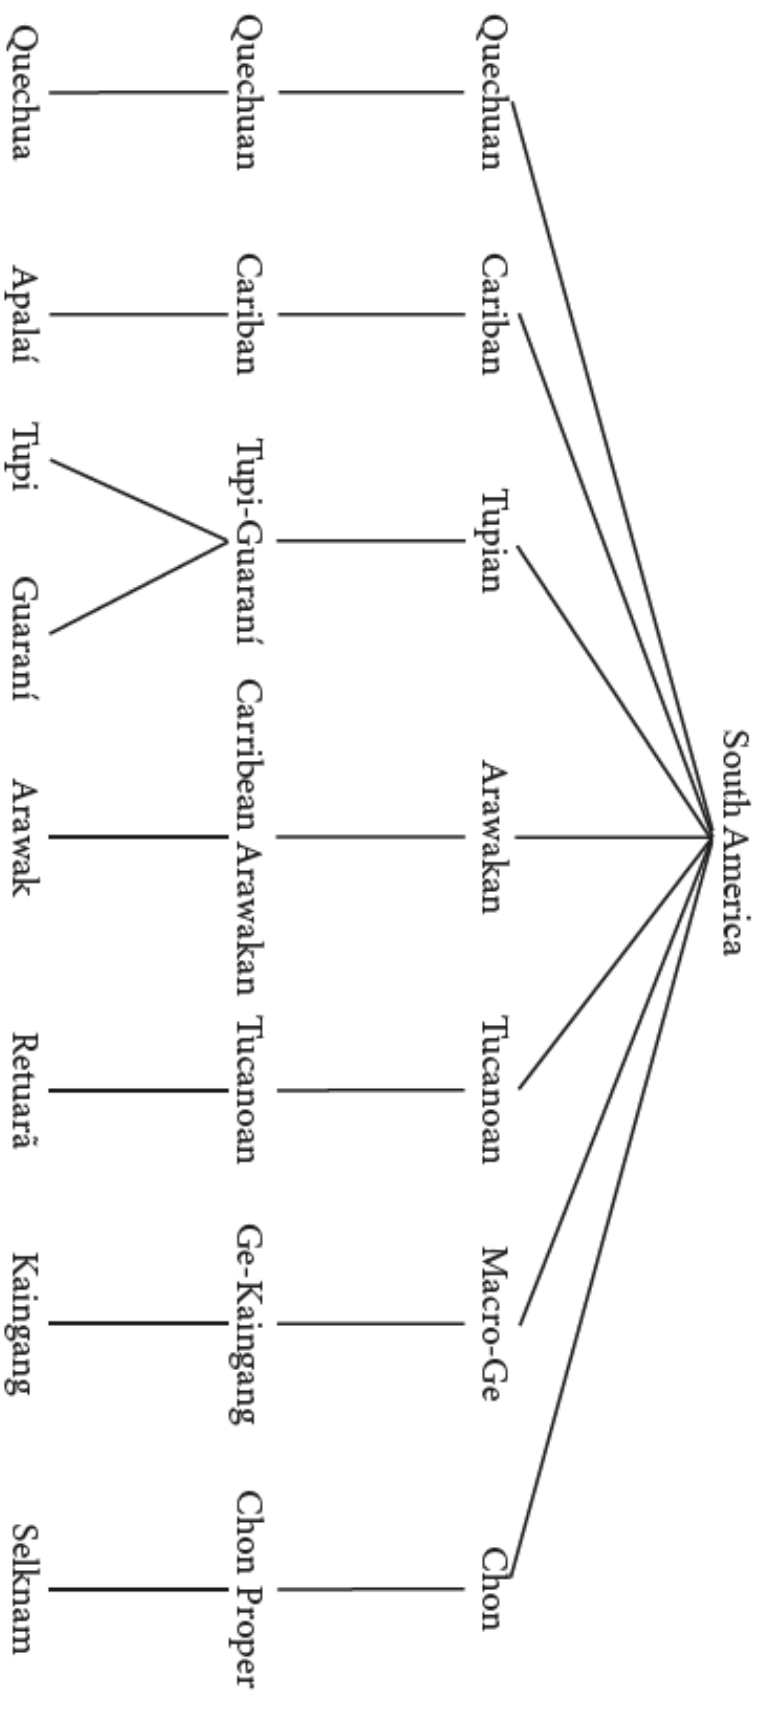 South America
Quechuan
Cariban
Tupian
Arawakan
Tucanoan
Macro-Ge
Chon
Quechuan
Cariban
Tupi-Guaraní
Carribean Arawakan
Tucanoan
Ge-Kaingang
Chon Proper
Quechua
Apalaí
Tupi
Guaraní
Arawak
Retuarã
Kaingang
Selknam